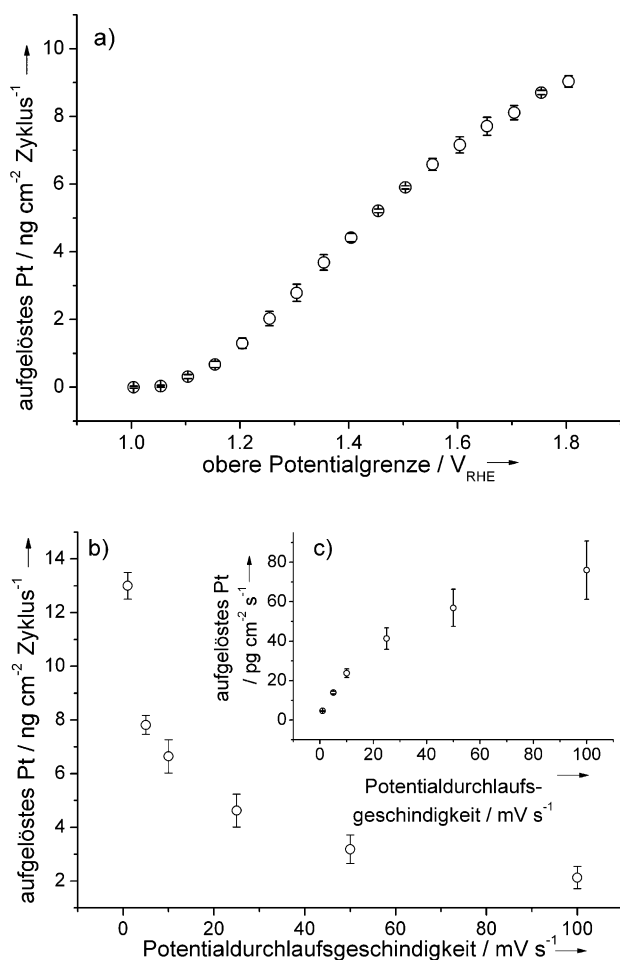 a)
aufgelöstes Pt / ng cm⁻² Zyklus⁻¹
10
8
6
4
2
0
1.0 1.2 1.4 1.6 1.8
obere Potentialgrenze / V_RHE
b)
aufgelöstes Pt / ng cm⁻² Zyklus⁻¹
14
12
10
8
6
4
2
0 20 40 60 80 100
Potentialdurchlaufsgeschindigkeit / mV s⁻¹
c)
aufgelöstes Pt
/ pg cm⁻² s⁻¹
80
60
40
20
0
0 20 40 60 80 100
Potentialdurchlaufs-
geschindigkeit / mV s⁻¹